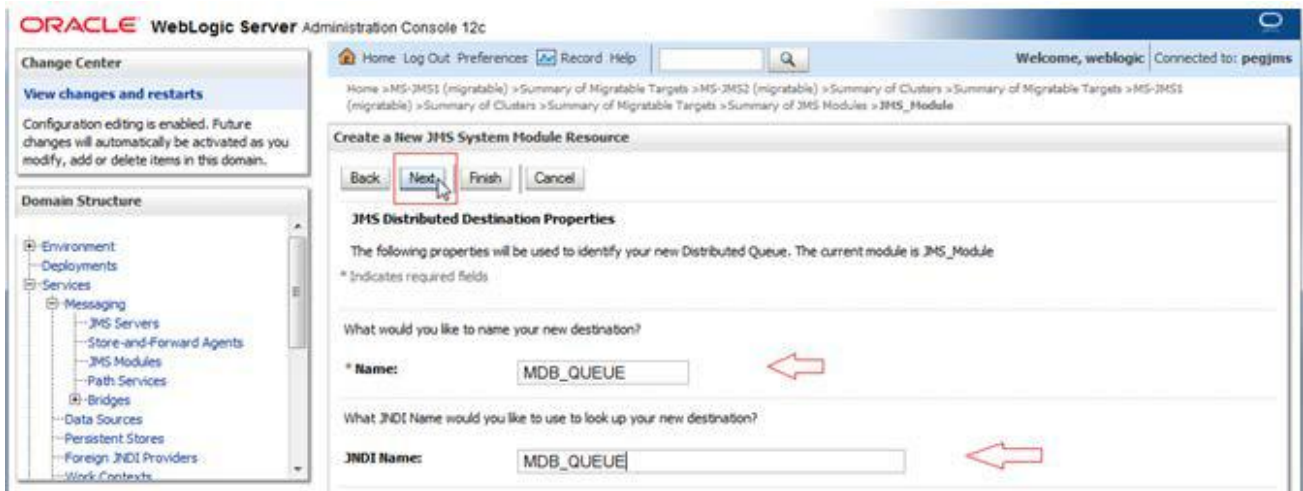 ORACLE WebLogic Server Administration Console 12c
Change Center
View changes and restarts
Configuration editing is enabled. Future
changes will automatically be activated as you
modify, add or delete items in this domain.
Domain Structure
Environment
Deployments
Services
Messaging
JMS Servers
Store-and-Forward Agents
JMS Modules
Path Services
Bridges
Data Sources
Persistent Stores
Foreign JNDI Providers
Work Contexts
Home Log Out Preferences Record Help
Welcome, weblogic Connected to: pegjms
Home >MS-JMS1 (migratable) >Summary of Migratable Targets >MS-JMS2 (migratable) >Summary of Clusters >Summary of Migratable Targets >MS-JMS1
(migratable) >Summary of Clusters >Summary of Migratable Targets >Summary of JMS Modules >JMS_Module
Create a New JMS System Module Resource
Back Next Finish Cancel
JMS Distributed Destination Properties
The following properties will be used to identify your new Distributed Queue. The current module is JMS_Module
* Indicates required fields
What would you like to name your new destination?
* Name: MDB_QUEUE
What JNDI Name would you like to use to look up your new destination?
JNDI Name: MDB_QUEUE